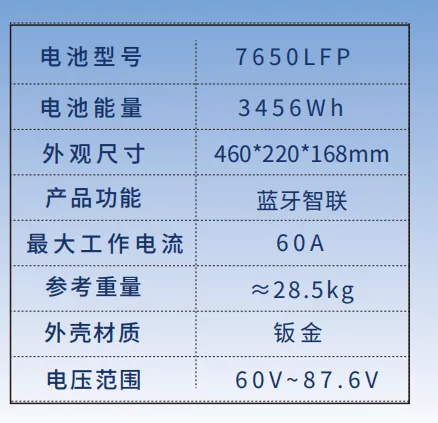 电池型号 7650LFP
电池能量 3456Wh
外观尺寸 460*220*168mm
产品功能 蓝牙智联
最大工作电流 60A
参考重量 ≈28.5kg
外壳材质 钣金
电压范围 60V~87.6V